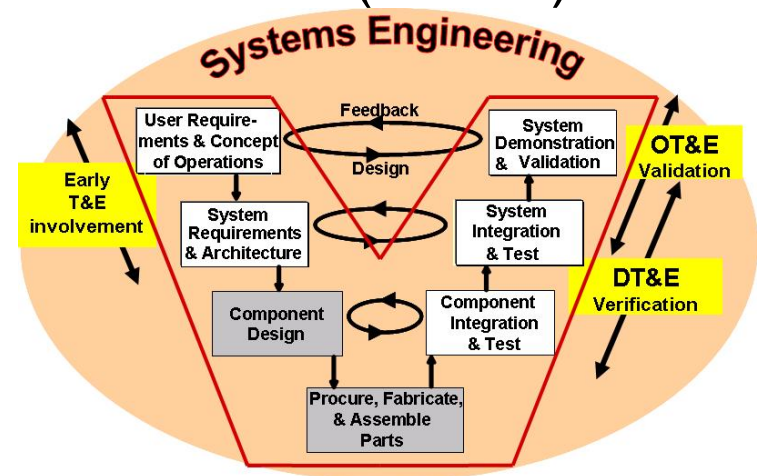 Systems Engineering
User Require-
ments & Concept
of Operations
Feedback
Design
System
Demonstration
& Validation
OT&E
Validation
Early
T&E
involvement
System
Requirements
& Architecture
System
Integration
& Test
DT&E
Verification
Component
Design
Component
Integration
& Test
Procure, Fabricate,
& Assemble
Parts